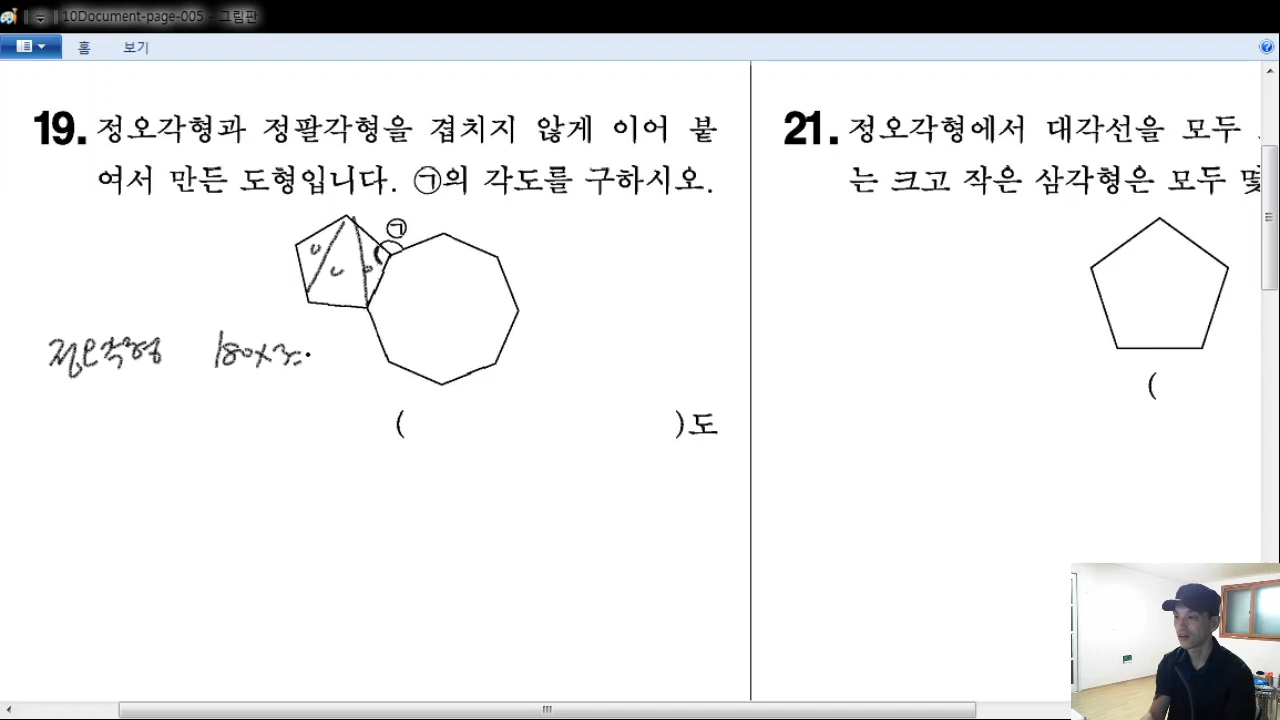 10Document-page-005 - 그림판
홈 보기
19. 정오각형과 정팔각형을 겹치지 않게 이어 붙
여서 만든 도형입니다. ㉠의 각도를 구하시오.
㉠
정오각형 180×3=
( )도
21. 정오각형에서 대각선을 모두
는 크고 작은 삼각형은 모두 몇
(